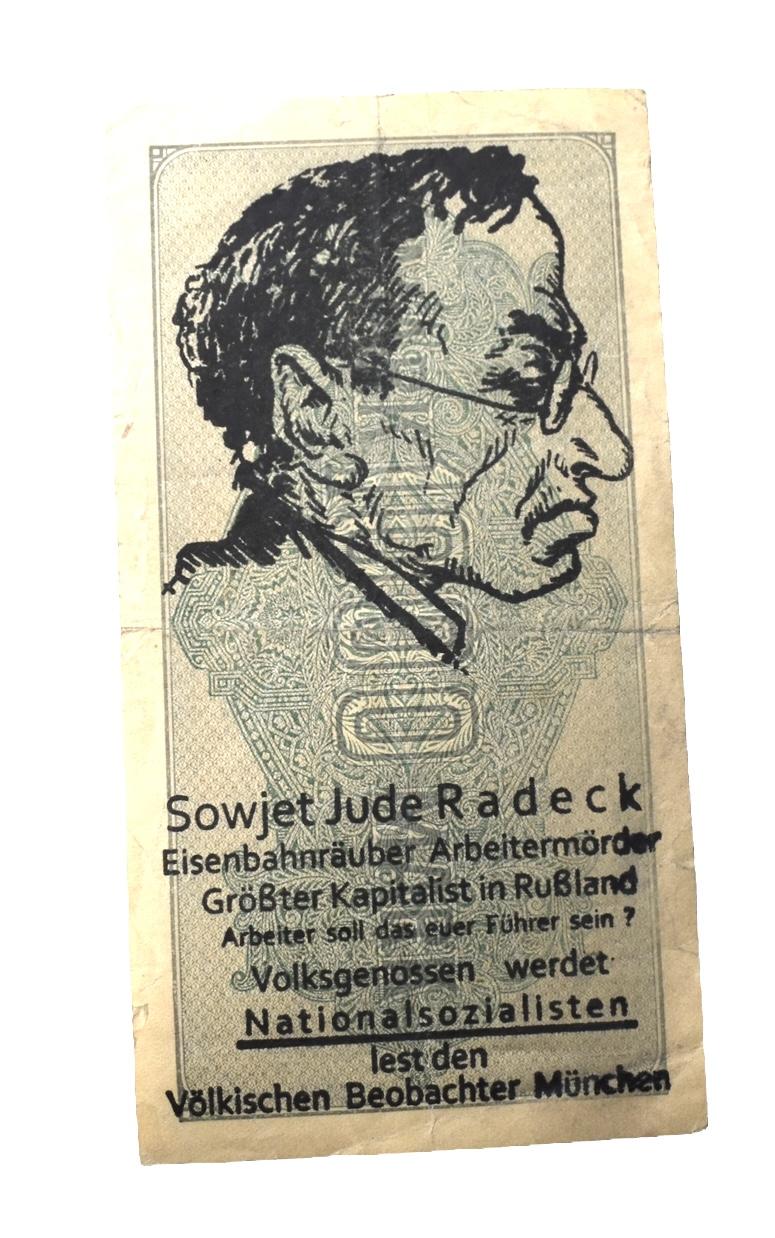 Sowjet Jude Radeck
Eisenbahnräuber Arbeitermörder
Größter Kapitalist in Rußland
Arbeiter soll das euer Führer sein ?
Volksgenossen werdet
Nationalsozialisten
lest den
Völkischen Beobachter München